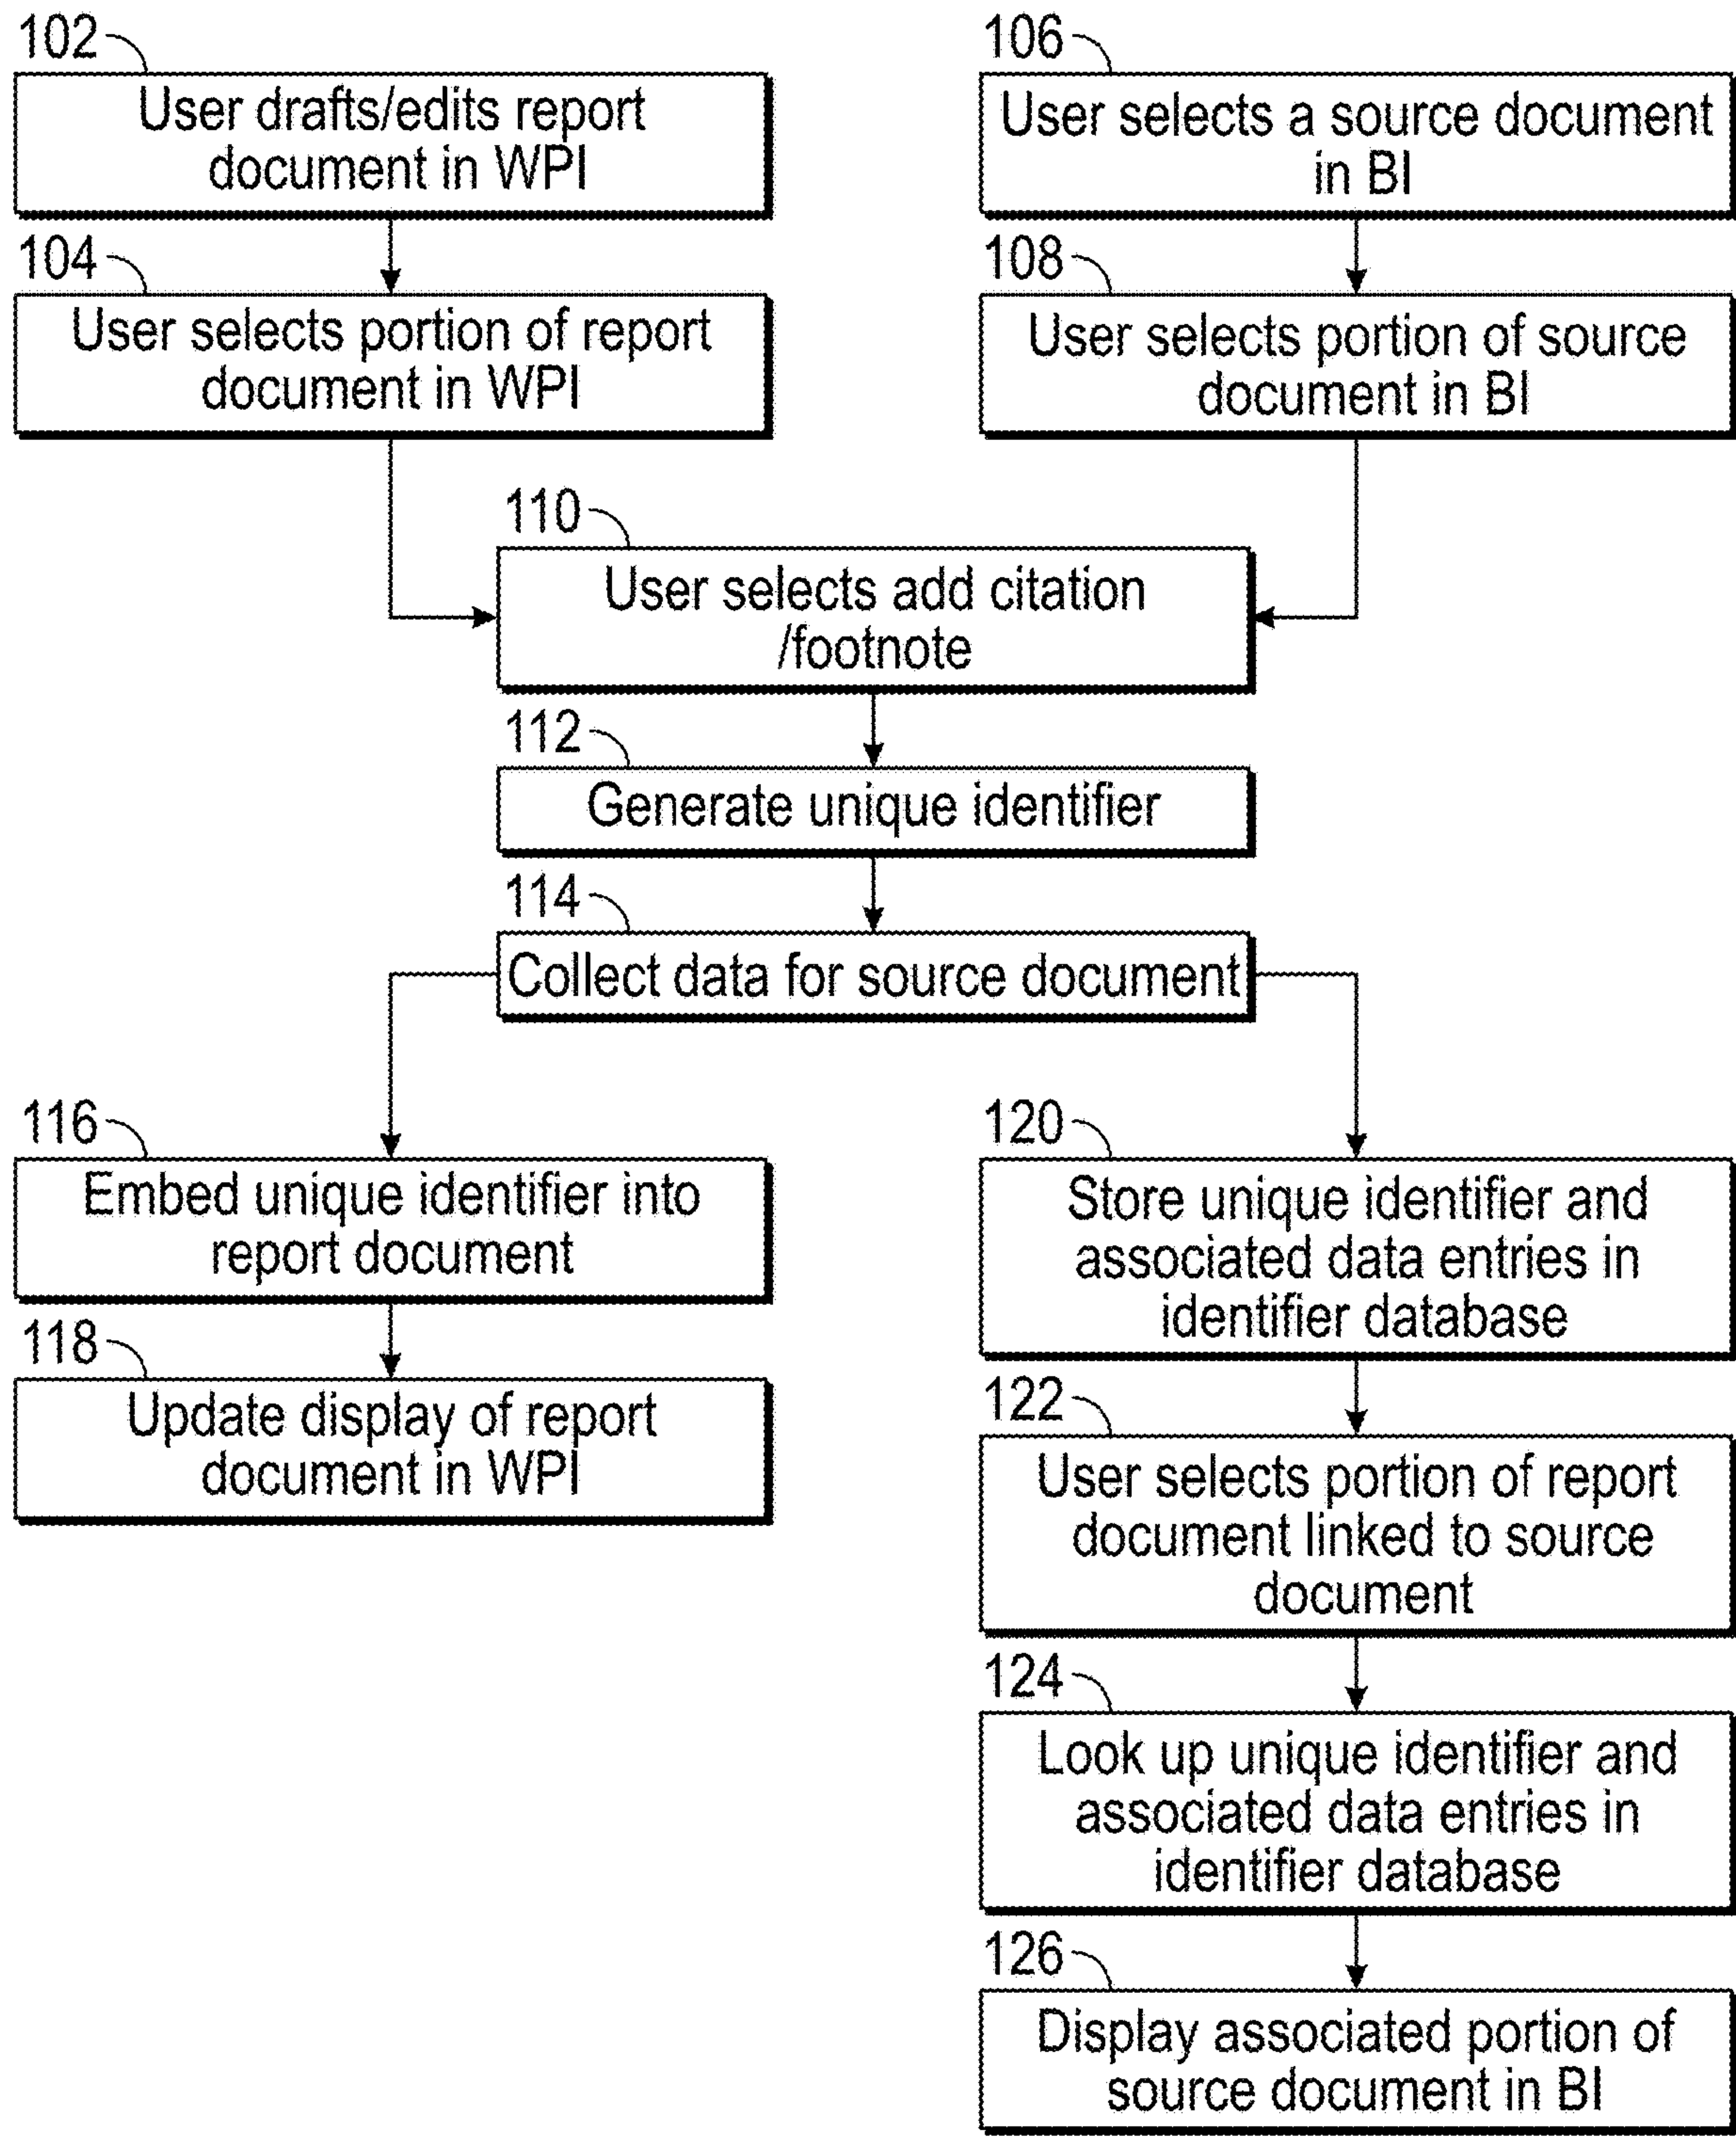 102
User drafts/edits report
document in WPI
104
User selects portion of report
document in WPI
106
User selects a source document
in BI
108
User selects portion of source
document in BI
110
User selects add citation
/footnote
112
Generate unique identifier
114
Collect data for source document
116
Embed unique identifier into
report document
118
Update display of report
document in WPI
120
Store unique identifier and
associated data entries in
identifier database
122
User selects portion of report
document linked to source
document
124
Look up unique identifier and
associated data entries in
identifier database
126
Display associated portion of
source document in BI